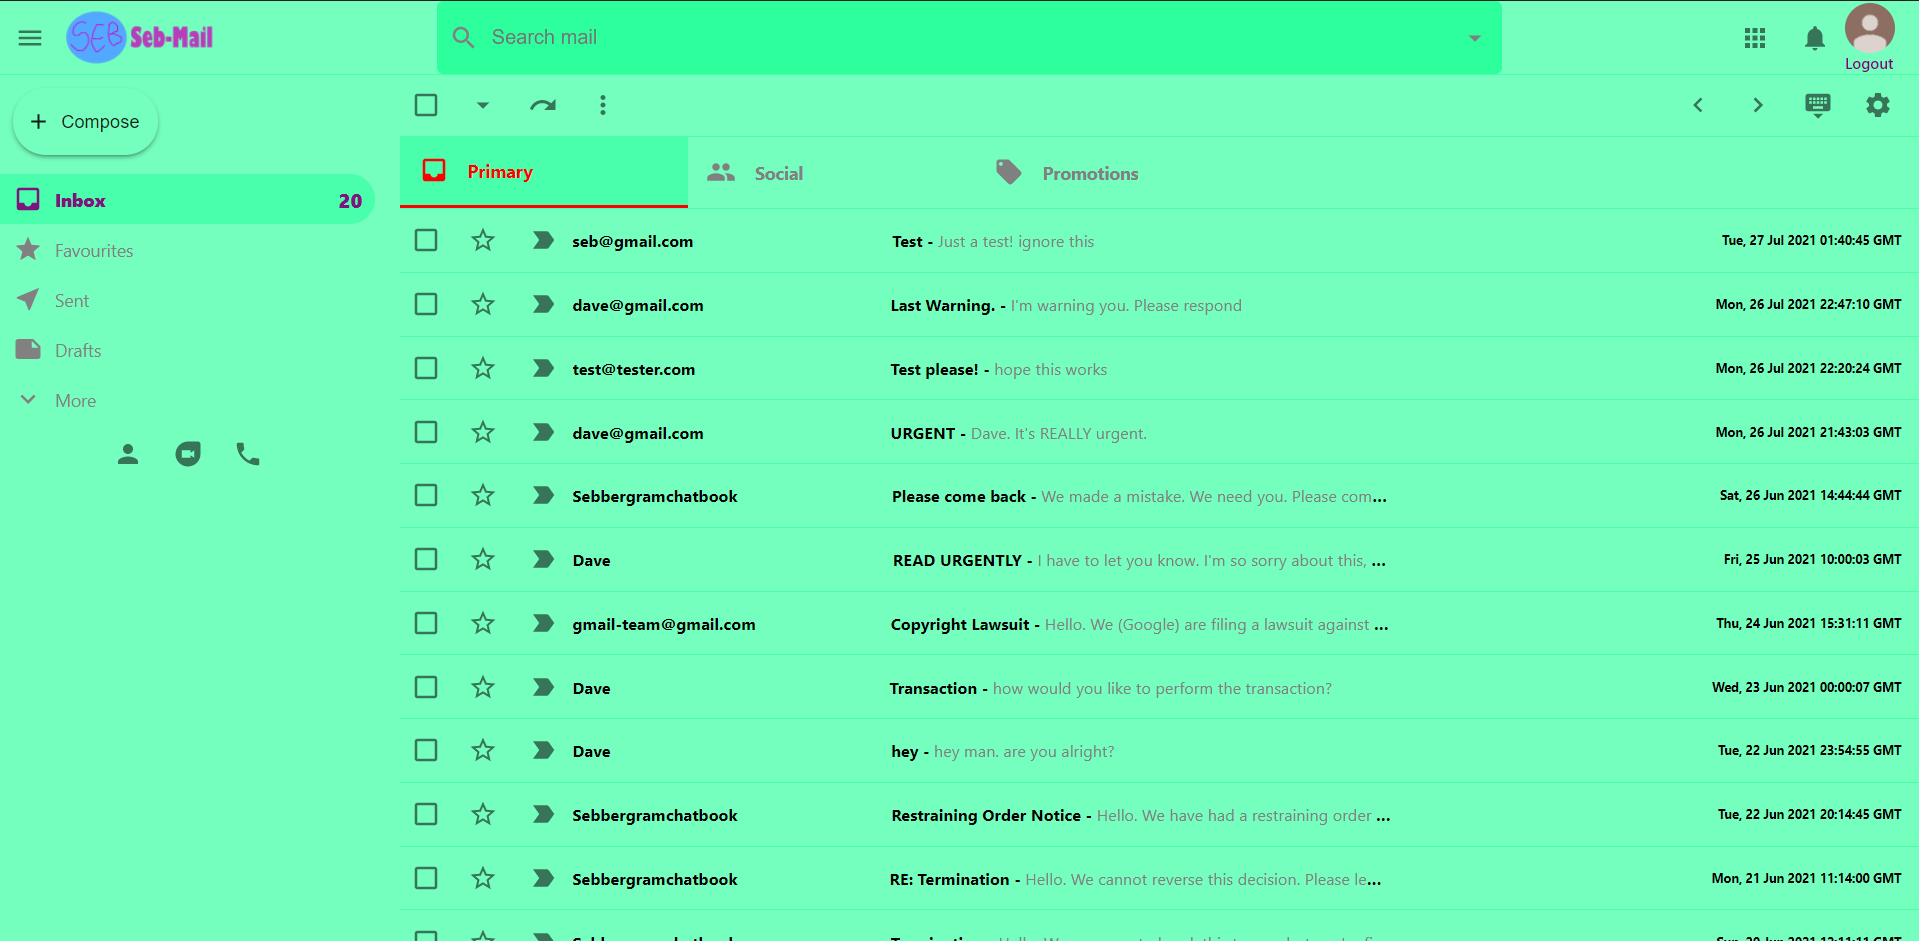 SEB Seb-Mail
Search mail
Logout
Compose
Inbox 20
Favourites
Sent
Drafts
More
Primary Social Promotions
seb@gmail.com Test - Just a test! ignore this Tue, 27 Jul 2021 01:40:45 GMT
dave@gmail.com Last Warning. - I'm warning you. Please respond Mon, 26 Jul 2021 22:47:10 GMT
test@tester.com Test please! - hope this works Mon, 26 Jul 2021 22:20:24 GMT
dave@gmail.com URGENT - Dave. It's REALLY urgent. Mon, 26 Jul 2021 21:43:03 GMT
Sebbergramchatbook Please come back - We made a mistake. We need you. Please com... Sat, 26 Jun 2021 14:44:44 GMT
Dave READ URGENTLY - I have to let you know. I'm so sorry about this, ... Fri, 25 Jun 2021 10:00:03 GMT
gmail-team@gmail.com Copyright Lawsuit - Hello. We (Google) are filing a lawsuit against ... Thu, 24 Jun 2021 15:31:11 GMT
Dave Transaction - how would you like to perform the transaction? Wed, 23 Jun 2021 00:00:07 GMT
Dave hey - hey man. are you alright? Tue, 22 Jun 2021 23:54:55 GMT
Sebbergramchatbook Restraining Order Notice - Hello. We have had a restraining order ... Tue, 22 Jun 2021 20:14:45 GMT
Sebbergramchatbook RE: Termination - Hello. We cannot reverse this decision. Please le... Mon, 21 Jun 2021 11:14:00 GMT